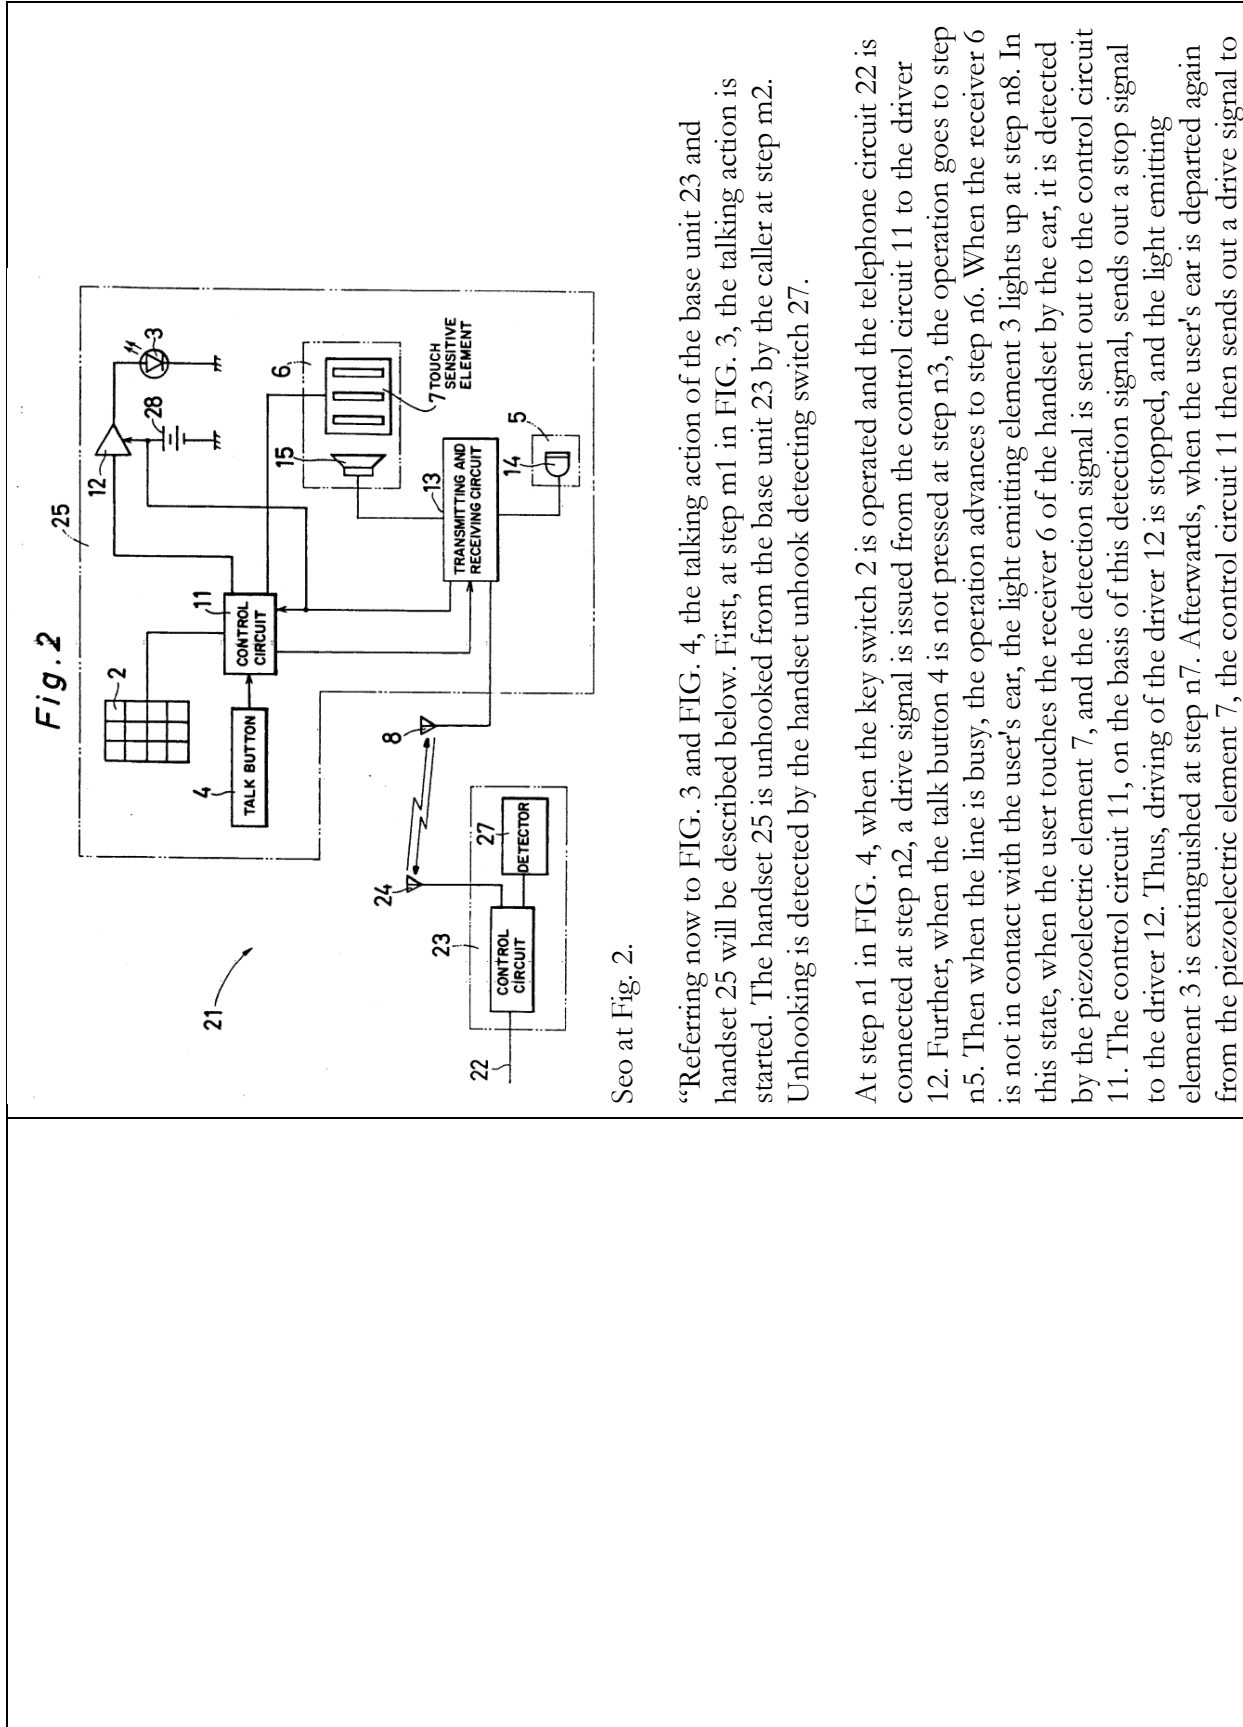 Fig. 2
25
2
12
28
3
4
TALK BUTTON
11
CONTROL
CIRCUIT
15
6
7 TOUCH
SENSITIVE
ELEMENT
13
TRANSMITTING AND
RECEIVING CIRCUIT
5
14
8
24
21
23
27
DETECTOR
CONTROL
CIRCUIT
22
Seo at Fig. 2.
“Referring now to FIG. 3 and FIG. 4, the talking action of the base unit 23 and
handset 25 will be described below. First, at step m1 in FIG. 3, the talking action is
started. The handset 25 is unhooked from the base unit 23 by the caller at step m2.
Unhooking is detected by the handset unhook detecting switch 27.
At step n1 in FIG. 4, when the key switch 2 is operated and the telephone circuit 22 is
connected at step n2, a drive signal is issued from the control circuit 11 to the driver
12. Further, when the talk button 4 is not pressed at step n3, the operation goes to step
n5. Then when the line is busy, the operation advances to step n6. When the receiver 6
is not in contact with the user's ear, the light emitting element 3 lights up at step n8. In
this state, when the user touches the receiver 6 of the handset by the ear, it is detected
by the piezoelectric element 7, and the detection signal is sent out to the control circuit
11. The control circuit 11, on the basis of this detection signal, sends out a stop signal
to the driver 12. Thus, driving of the driver 12 is stopped, and the light emitting
element 3 is extinguished at step n7. Afterwards, when the user's ear is departed again
from the piezoelectric element 7, the control circuit 11 then sends out a drive signal to